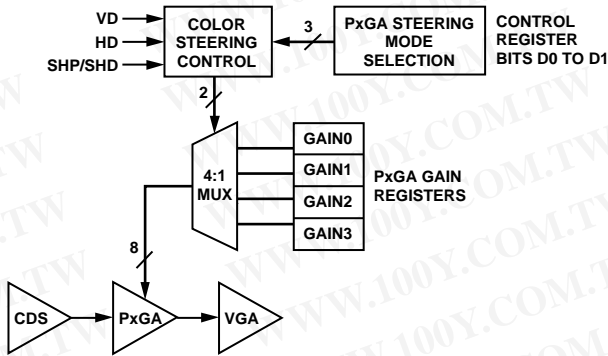 VD
HD
SHP/SHD
COLOR
STEERING
CONTROL
3
PxGA STEERING
MODE
SELECTION
CONTROL
REGISTER
BITS D0 TO D1
2
4:1
MUX
GAIN0
GAIN1
GAIN2
GAIN3
PxGA GAIN
REGISTERS
8
CDS
PxGA
VGA
WWW.100Y.COM.TW